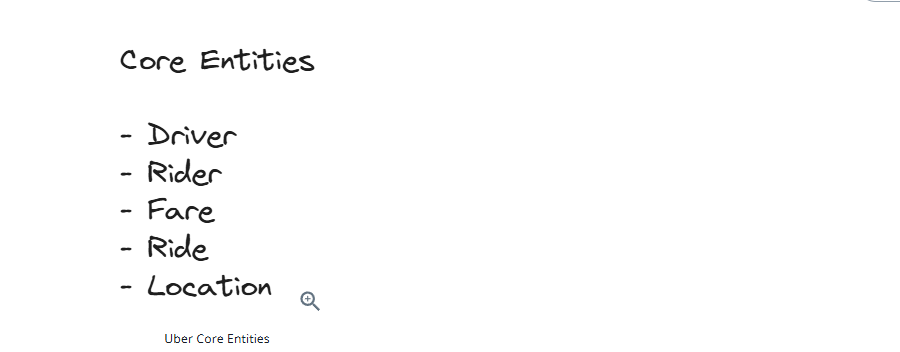 Core Entities
- Driver
- Rider
- Fare
- Ride
- Location
Uber Core Entities